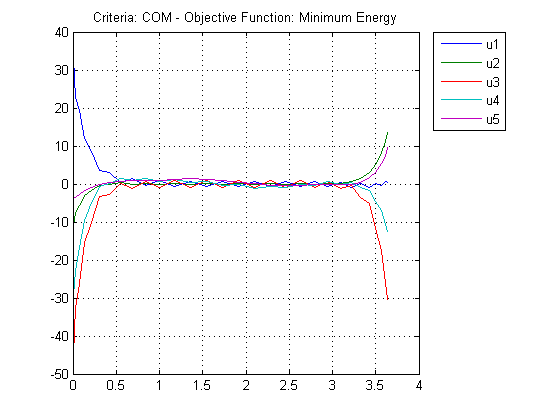 Criteria: COM - Objective Function: Minimum Energy
40
30
20
10
0
-10
-20
-30
-40
-50
0 0.5 1 1.5 2 2.5 3 3.5 4
u1
u2
u3
u4
u5